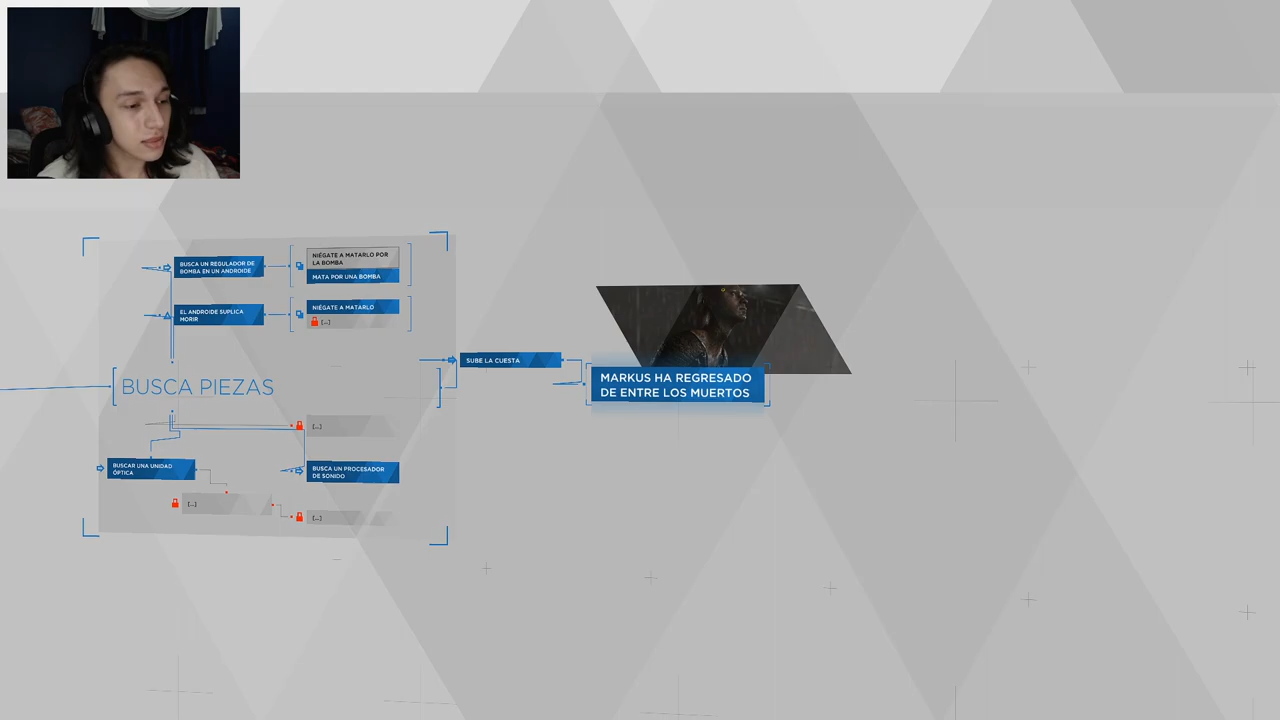 BUSCA UN REGULADOR DE
BOMBA EN UN ANDROIDE
NIÉGATE A MATARLO POR
LA BOMBA
MATA POR UNA BOMBA
EL ANDROIDE SUPLICA
MORIR
NIÉGATE A MATARLO
[...]
SUBE LA CUESTA
BUSCA PIEZAS
MARKUS HA REGRESADO
DE ENTRE LOS MUERTOS
[...]
BUSCAR UNA UNIDAD
ÓPTICA
BUSCA UN PROCESADOR
DE SONIDO
[...]
[...]